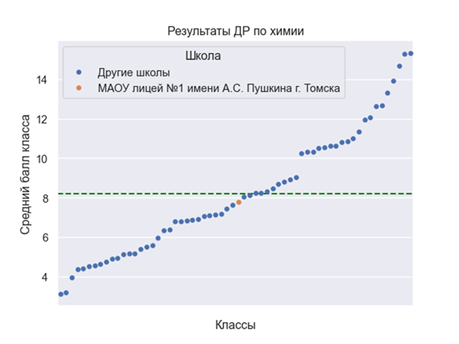 Результаты ДР по химии
Школа
Другие школы
МАОУ лицей №1 имени А.С. Пушкина г. Томска
Средний балл класса
14
12
10
8
6
4
Классы